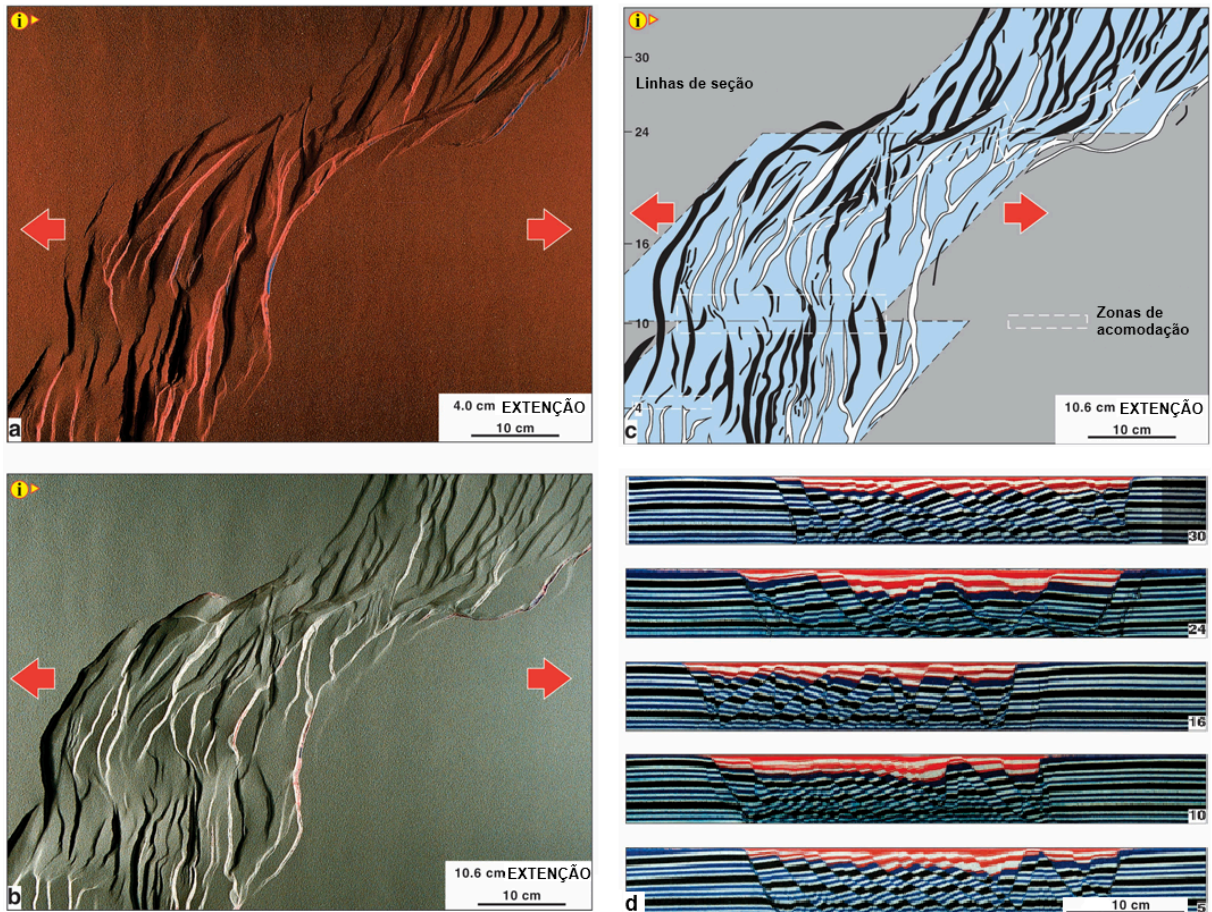 i
4.0 cm EXTENÇÃO
10 cm
a
i
10.6 cm EXTENÇÃO
10 cm
b
i
30
Linhas de seção
24
16
10
Zonas de
acomodação
4
10.6 cm EXTENÇÃO
10 cm
c
30
24
16
10
10 cm
5
d